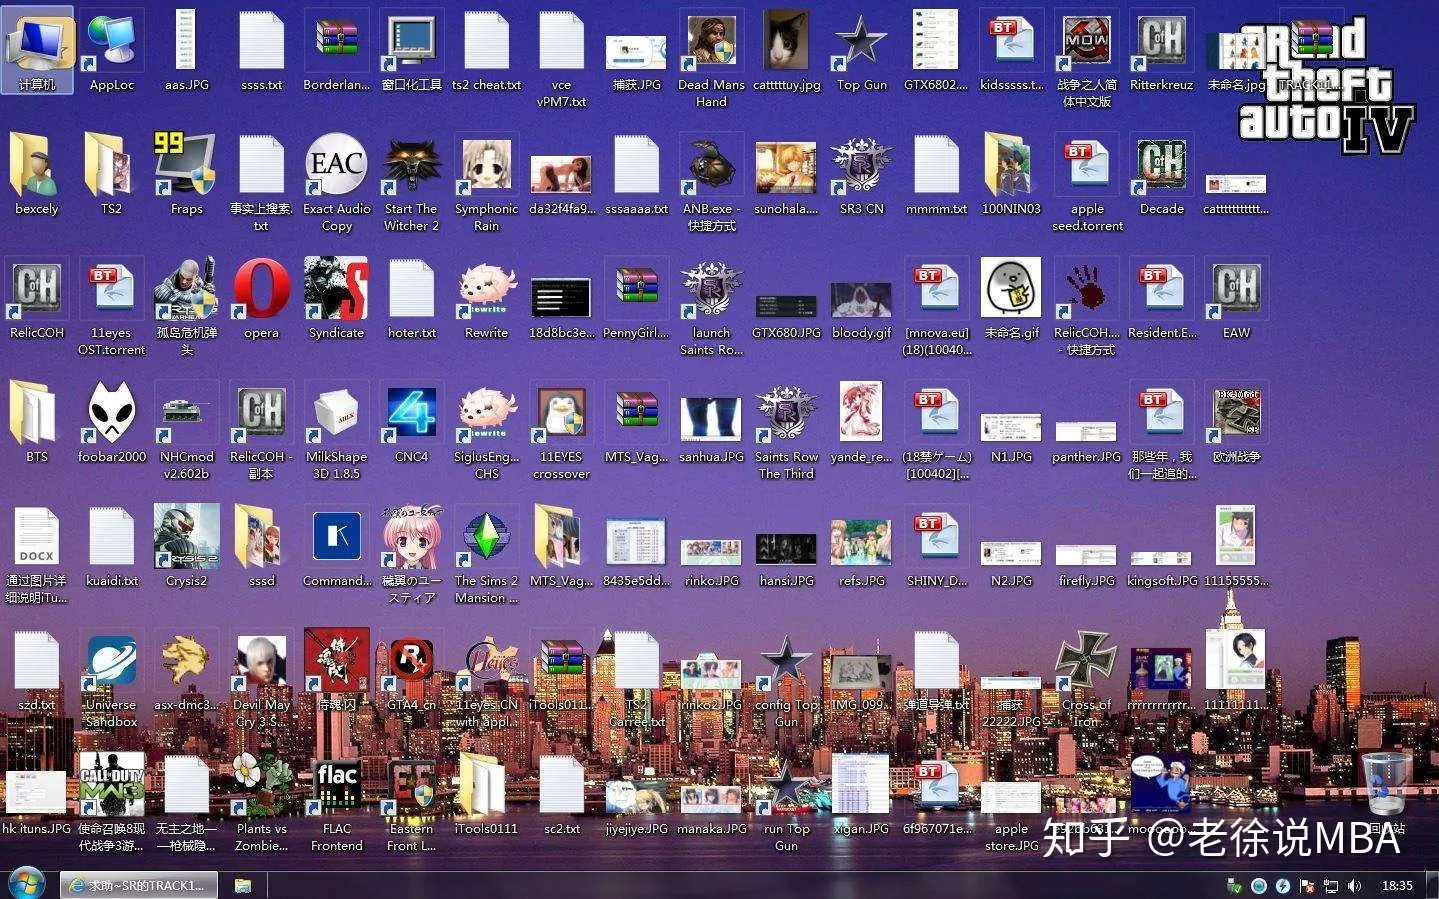 计算机
AppLoc
aas.JPG
ssss.txt
Borderlan...
窗口化工具
ts2 cheat.txt
vce
vPM7.txt
捕获.JPG
Dead Mans
Hand
catttttuy.jpg
Top Gun
GTX6802....
kidsssss.t...
战争之人简
体中文版
Ritterkreuz
未命名.jpg
grand
theft
auto IV
bexcely
TS2
99
Fraps
事实上搜索.
txt
EAC
Exact Audio
Copy
Start The
Witcher 2
Symphonic
Rain
da32f4fa9...
sssaaaa.txt
ANB.exe -
快捷方式
sunohala....
SR3 CN
mmmm.txt
100NIN03
apple
seed.torrent
Decade
catttttttttttt...
RelicCOH
11eyes
OST.torrent
孤岛危机弹
头
opera
Syndicate
hoter.txt
Rewrite
18d8bc3e...
PennyGirl....
launch
Saints Ro...
GTX680.JPG
bloody.gif
[mnova.eu]
(18)(10040...
未命名.gif
RelicCOH....
- 快捷方式
Resident.E...
EAW
BTS
foobar2000
NHCmod
v2.602b
RelicCOH -
副本
MilkShape
3D 1.8.5
CNC4
SiglusEng...
CHS
11EYES
crossover
MTS_Vag...
sanhua.JPG
Saints Row
The Third
yande_re...
(18禁ゲーム)
[100402][...
N1.JPG
panther.JPG
那些年，我
们一起追的...
欧洲战争
DOCX
通过图片详
细说明iTu...
kuaidi.txt
Crysis2
sssd
Command...
穢翼のユー
スティア
The Sims 2
Mansion ...
MTS_Vag...
8435e5dd...
rinko.JPG
hansi.JPG
refs.JPG
SHINY_D...
N2.JPG
firefly.JPG
kingsoft.JPG
11155555...
szd.txt
Universe
Sandbox
asx-dmc3...
Devil May
Cry 3 S...
侍魂·闪
GTA4_cn
11eyes CN
with appl...
iTools011...
TS2
Carree.txt
rinko2.JPG
config Top
Gun
IMG_099...
弹道导弹.txt
捕获
22222.JPG
Cross of
Iron
rrrrrrrrrrrr...
11111111...
hk ituns.JPG
CALL DUTY
MW3
使命召唤8现
代战争3游...
无主之地—
—枪械隐...
Plants vs
Zombie...
flac
FLAC
Frontend
Eastern
Front L...
iTools0111
sc2.txt
jiyejiye.JPG
manaka.JPG
run Top
Gun
xigan.JPG
6f967071e...
apple
store.JPG
知乎 @老徐说MBA
求助~SR的TRACK1...
18:35